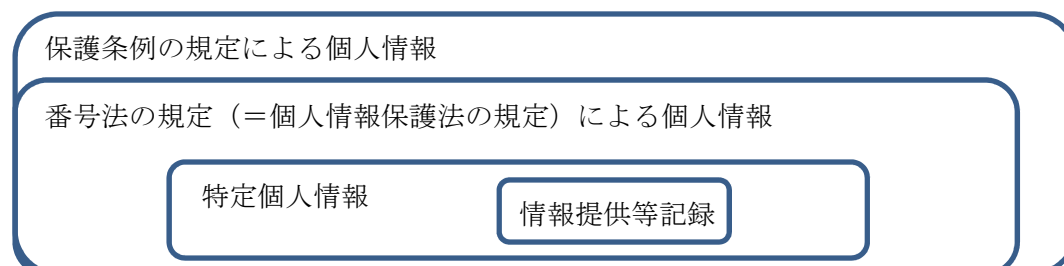 保護条例の規定による個人情報
番号法の規定（＝個人情報保護法の規定）による個人情報
特定個人情報
情報提供等記録